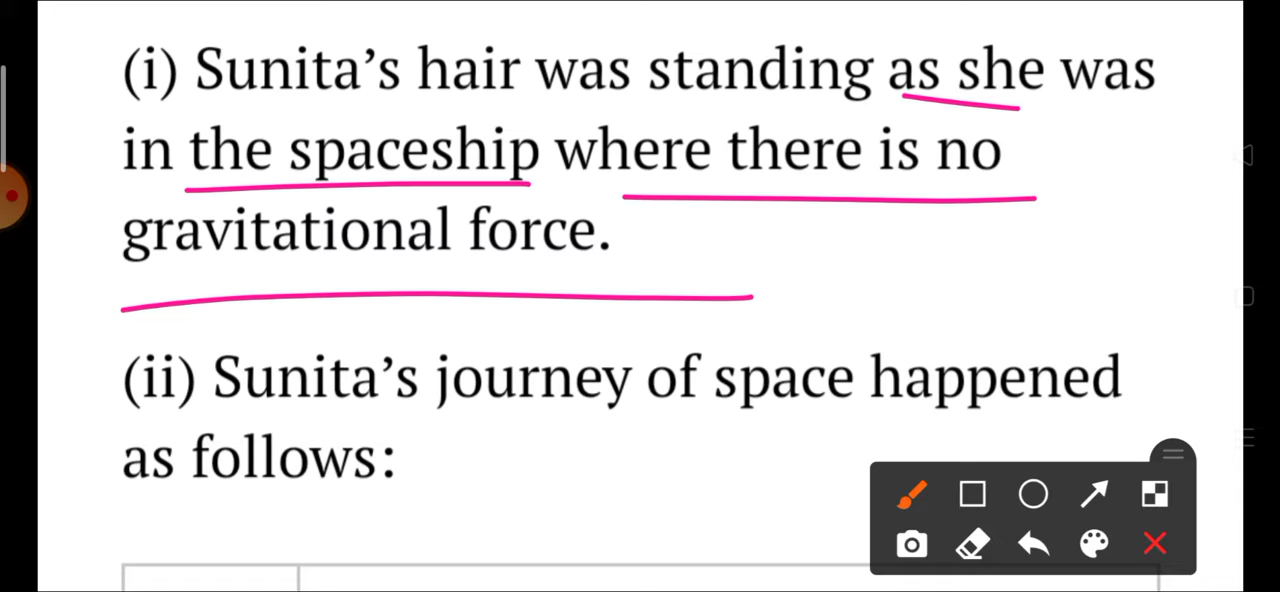 (i) Sunita’s hair was standing as she was
in the spaceship where there is no
gravitational force.
(ii) Sunita’s journey of space happened
as follows: